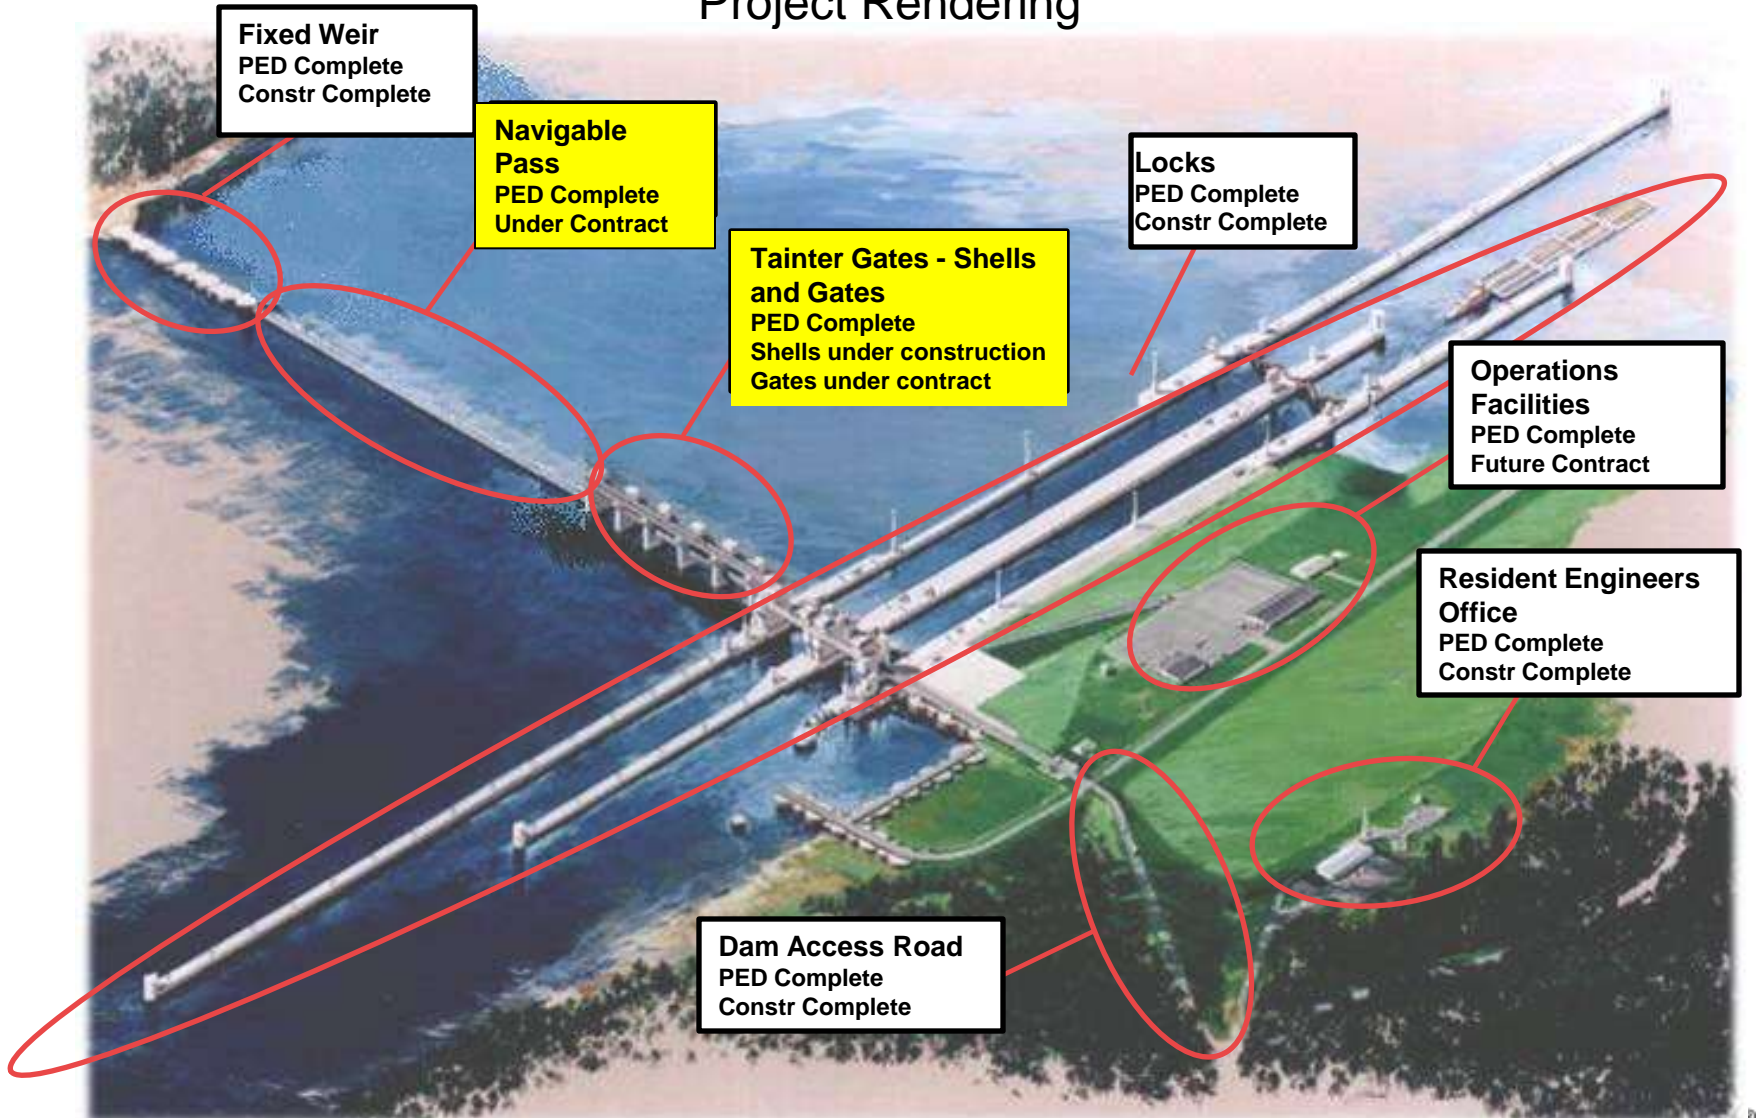 Project Rendering
Fixed Weir
PED Complete
Constr Complete
Navigable
Pass
PED Complete
Under Contract
Tainter Gates - Shells
and Gates
PED Complete
Shells under construction
Gates under contract
Locks
PED Complete
Constr Complete
Operations
Facilities
PED Complete
Future Contract
Resident Engineers
Office
PED Complete
Constr Complete
Dam Access Road
PED Complete
Constr Complete